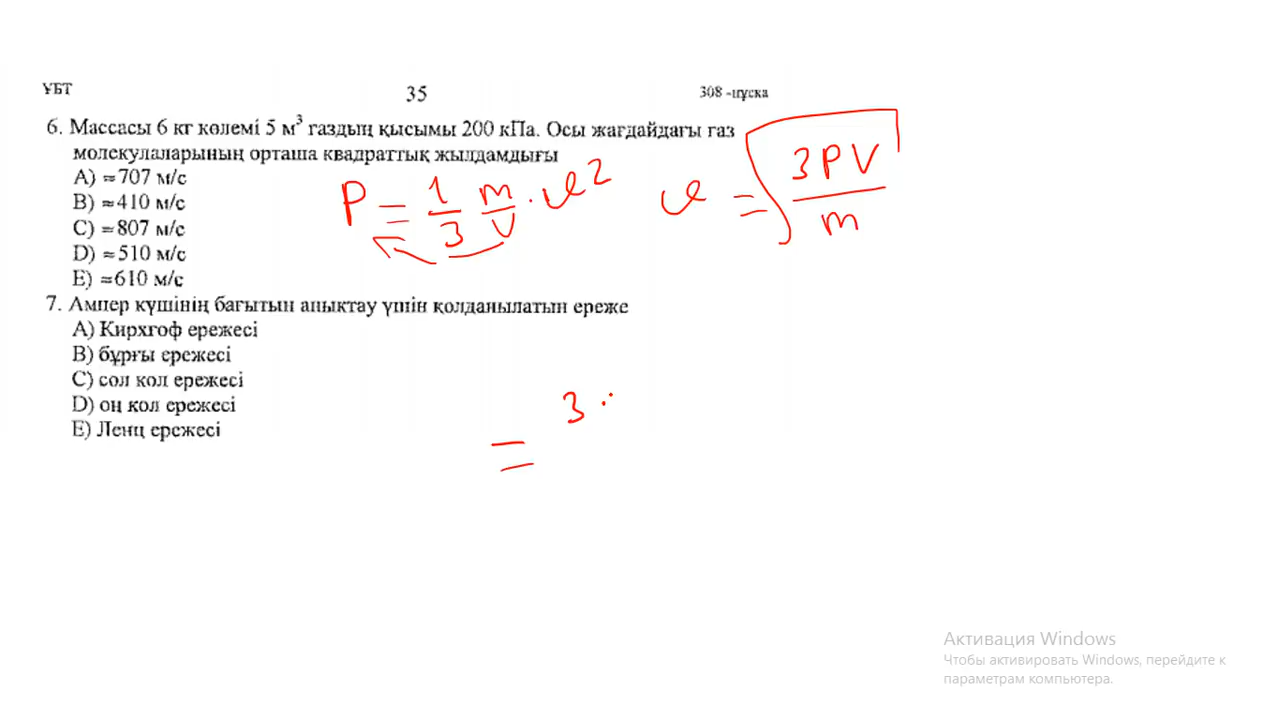 ҰБТ 35 308 -нұсқа
6. Массасы 6 кг көлемі 5 м³ газдың қысымы 200 кПа. Осы жағдайдағы газ
молекулаларының орташа квадраттық жылдамдығы
A) ≈707 м/с
B) ≈410 м/с
C) ≈807 м/с
D) ≈510 м/с
E) ≈610 м/с
P = 1/3 m/V · υ²
υ = √(3PV/m)
7. Ампер күшінің бағытын анықтау үшін қолданылатын ереже
A) Кирхгоф ережесі
B) бұрғы ережесі
C) сол қол ережесі
D) оң қол ережесі
E) Ленц ережесі
= 3 ·
Активация Windows
Чтобы активировать Windows, перейдите к
параметрам компьютера.